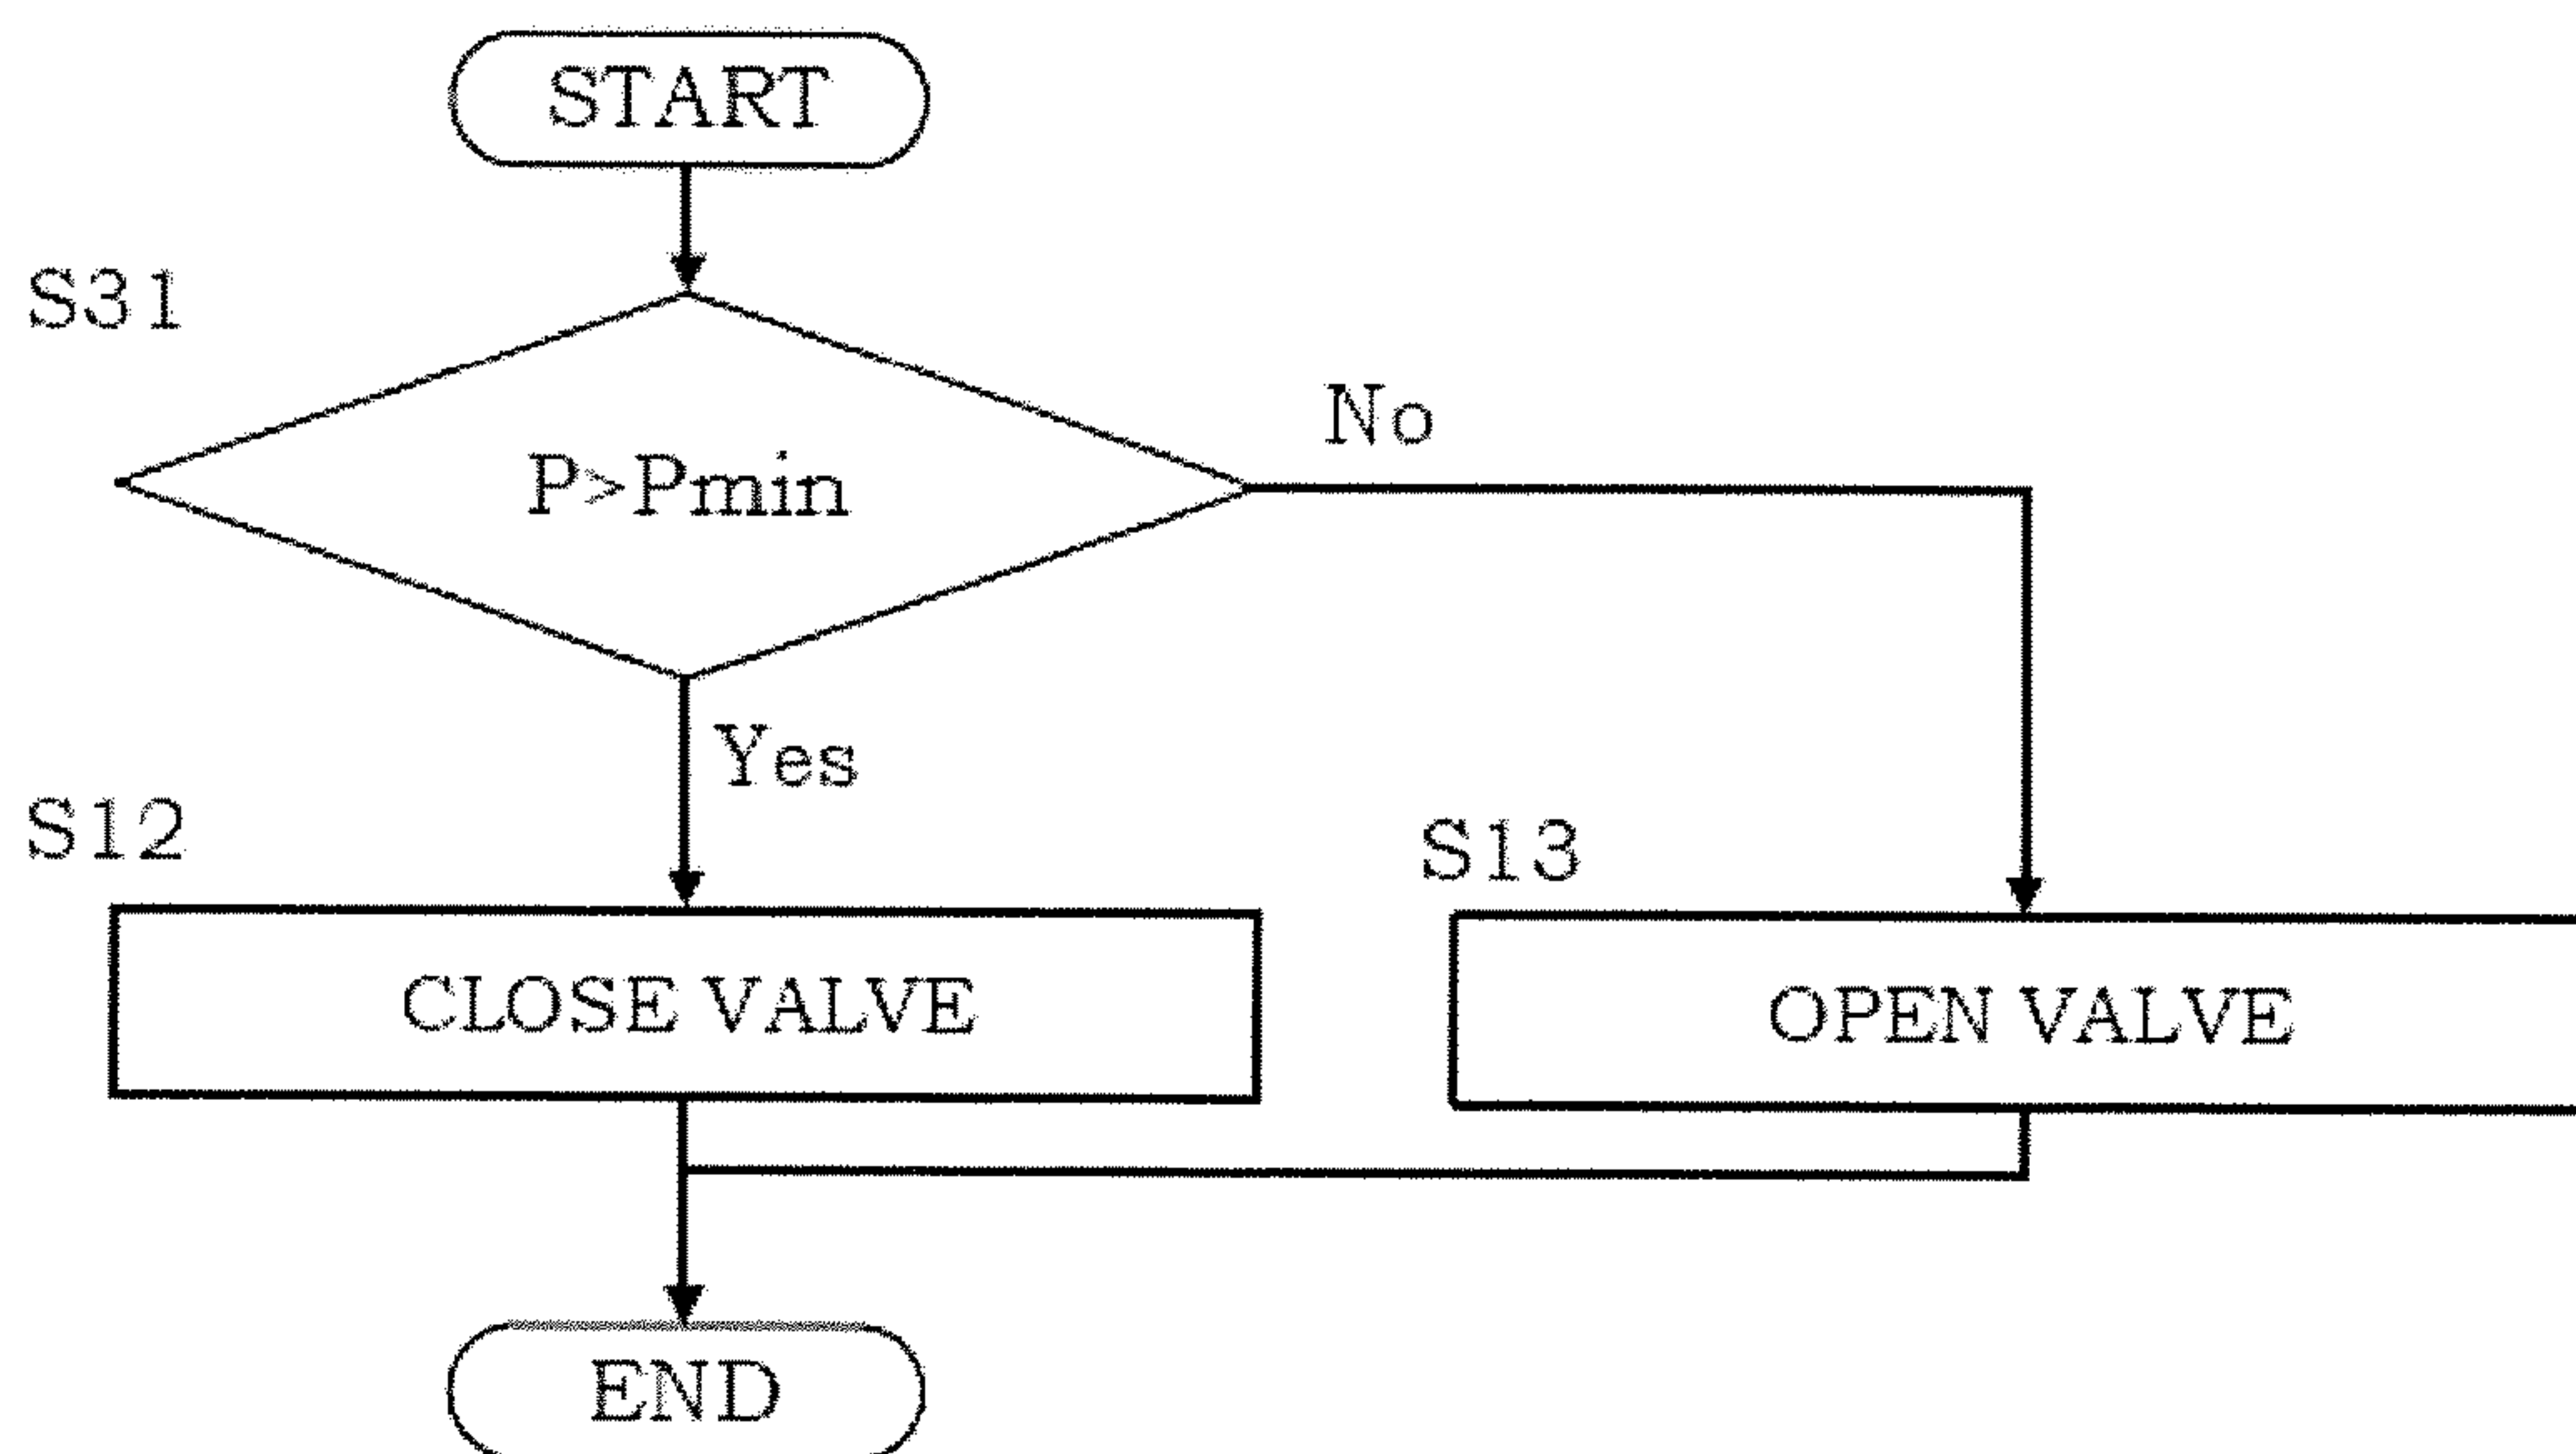 START
S31
No
P>Pmin
Yes
S12
S13
CLOSE VALVE
OPEN VALVE
END